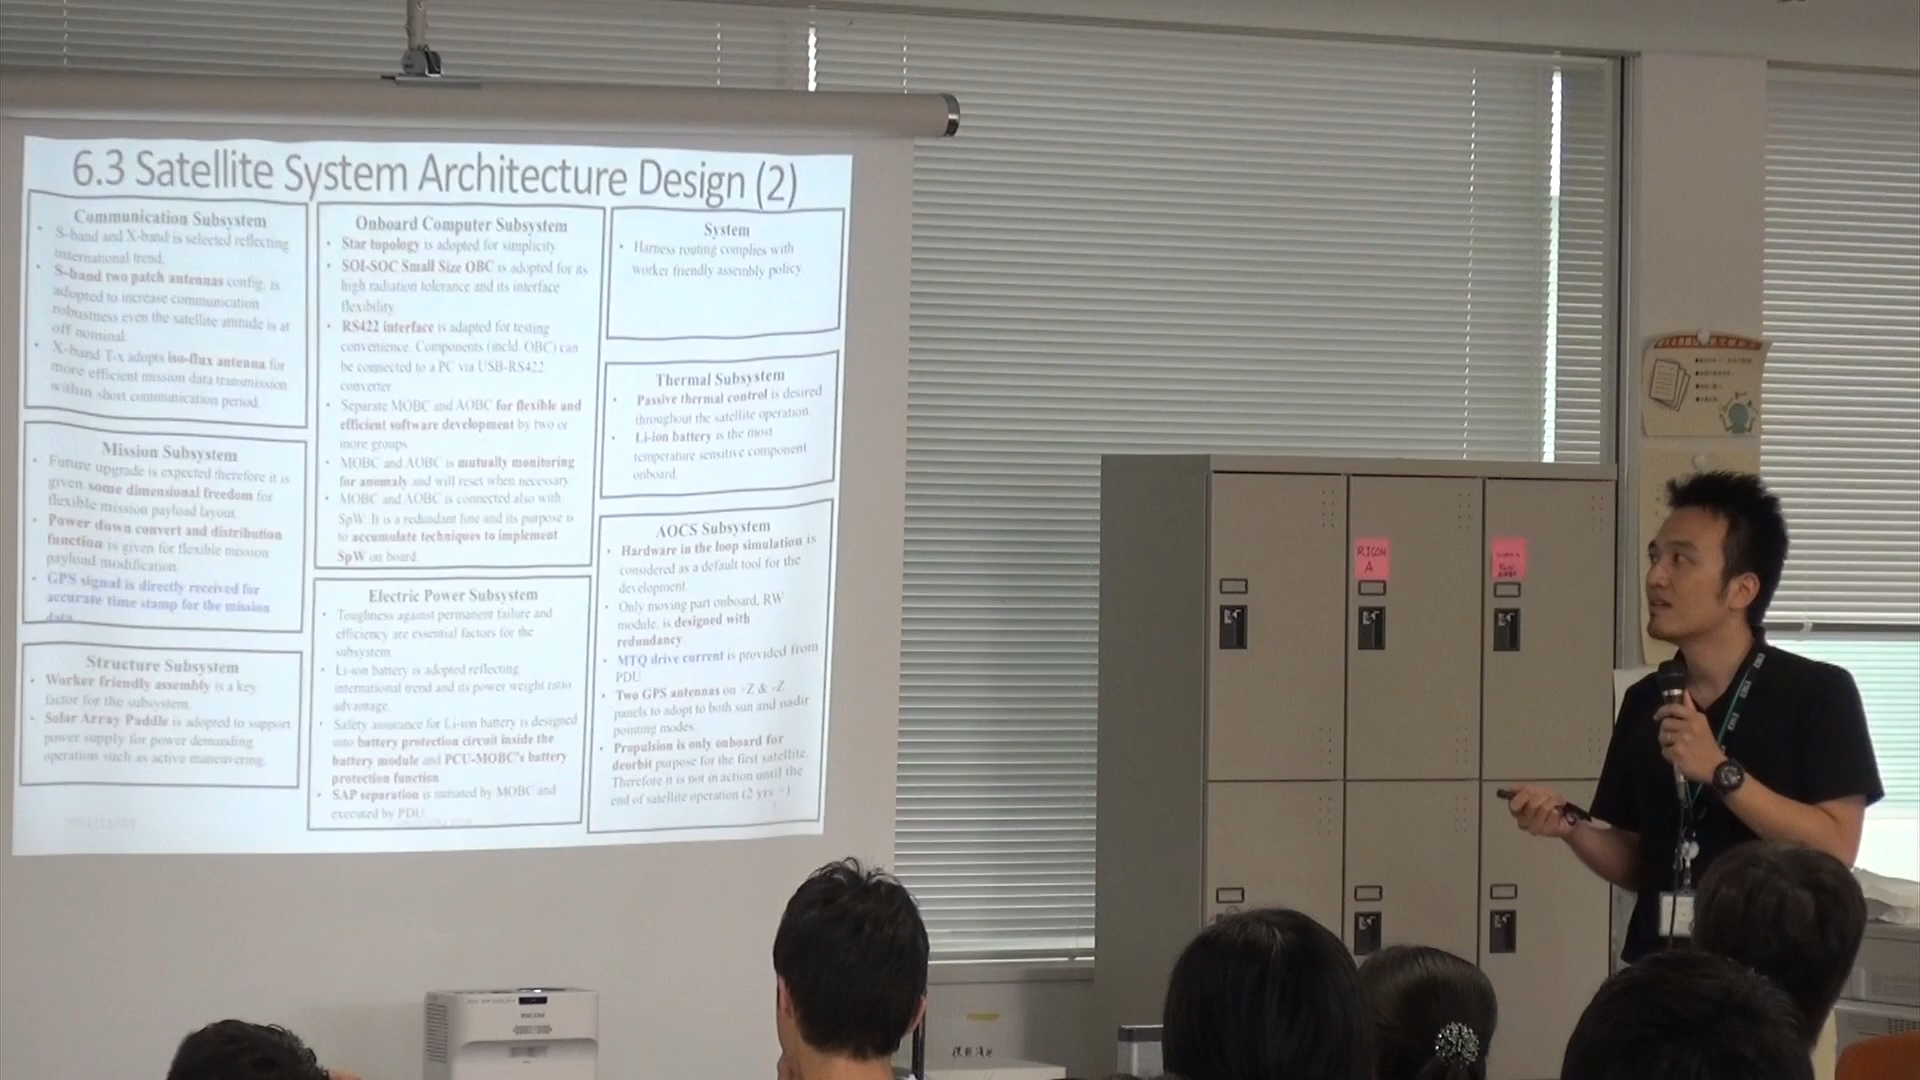 6.3 Satellite System Architecture Design (2)
Communication Subsystem
• S-band and X-band is selected reflecting
international trend.
• S-band two patch antennas config. is
adopted to increase communication
robustness even the satellite attitude is at
off nominal.
• X-band T-x adopts iso-flux antenna for
more efficient mission data transmission
within short communication period.
Mission Subsystem
• Future upgrade is expected therefore it is
given some dimensional freedom for
flexible mission payload layout.
• Power down convert and distribution
function is given for flexible mission
payload modification.
• GPS signal is directly received for
accurate time stamp for the mission
data.
Structure Subsystem
• Worker friendly assembly is a key
factor for the subsystem.
• Solar Array Paddle is adopted to support
power supply for power demanding
operation such as active maneuvering.
Onboard Computer Subsystem
• Star topology is adopted for simplicity
• SOI-SOC Small Size OBC is adopted for its
high radiation tolerance and its interface
flexibility.
• RS422 interface is adapted for testing
convenience. Components (incld. OBC) can
be connected to a PC via USB-RS422
converter
• Separate MOBC and AOBC for flexible and
efficient software development by two or
more groups.
• MOBC and AOBC is mutually monitoring
for anomaly and will reset when necessary.
• MOBC and AOBC is connected also with
SpW. It is a redundant line and its purpose is
to accumulate techniques to implement
SpW on board.
Electric Power Subsystem
• Toughness against permanent failure and
efficiency are essential factors for the
subsystem.
• Li-ion battery is adopted reflecting
international trend and its power weight ratio
advantage.
• Safety assurance for Li-ion battery is designed
into battery protection circuit inside the
battery module and PCU-MOBC's battery
protection function.
• SAP separation is initiated by MOBC and
executed by PDU.
System
• Harness routing complies with
worker friendly assembly policy.
Thermal Subsystem
• Passive thermal control is desired
throughout the satellite operation.
• Li-ion battery is the most
temperature sensitive component
onboard.
AOCS Subsystem
• Hardware in the loop simulation is
considered as a default tool for the
development.
• Only moving part onboard, RW
module, is designed with
redundancy.
• MTQ drive current is provided from
PDU
• Two GPS antennas on +Z & -Z
panels to adopt to both sun and nadir
pointing modes.
• Propulsion is only onboard for
deorbit purpose for the first satellite.
Therefore it is not in action until the
end of satellite operation (2 yrs ~)
RICOH
A
RICOH